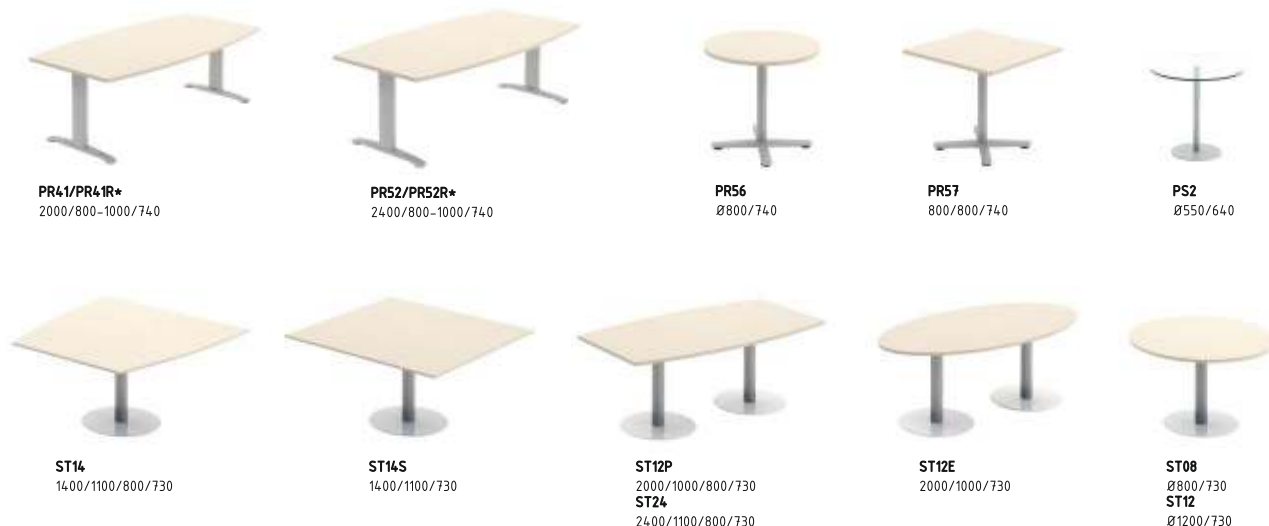 PR41/PR41R*
2000/800-1000/740
PR52/PR52R*
2400/800-1000/740
PR56
Ø800/740
PR57
800/800/740
PS2
Ø550/640
ST14
1400/1100/800/730
ST14S
1400/1100/730
ST12P
2000/1000/800/730
ST24
2400/1100/800/730
ST12E
2000/1000/730
ST08
Ø800/730
ST12
Ø1200/730